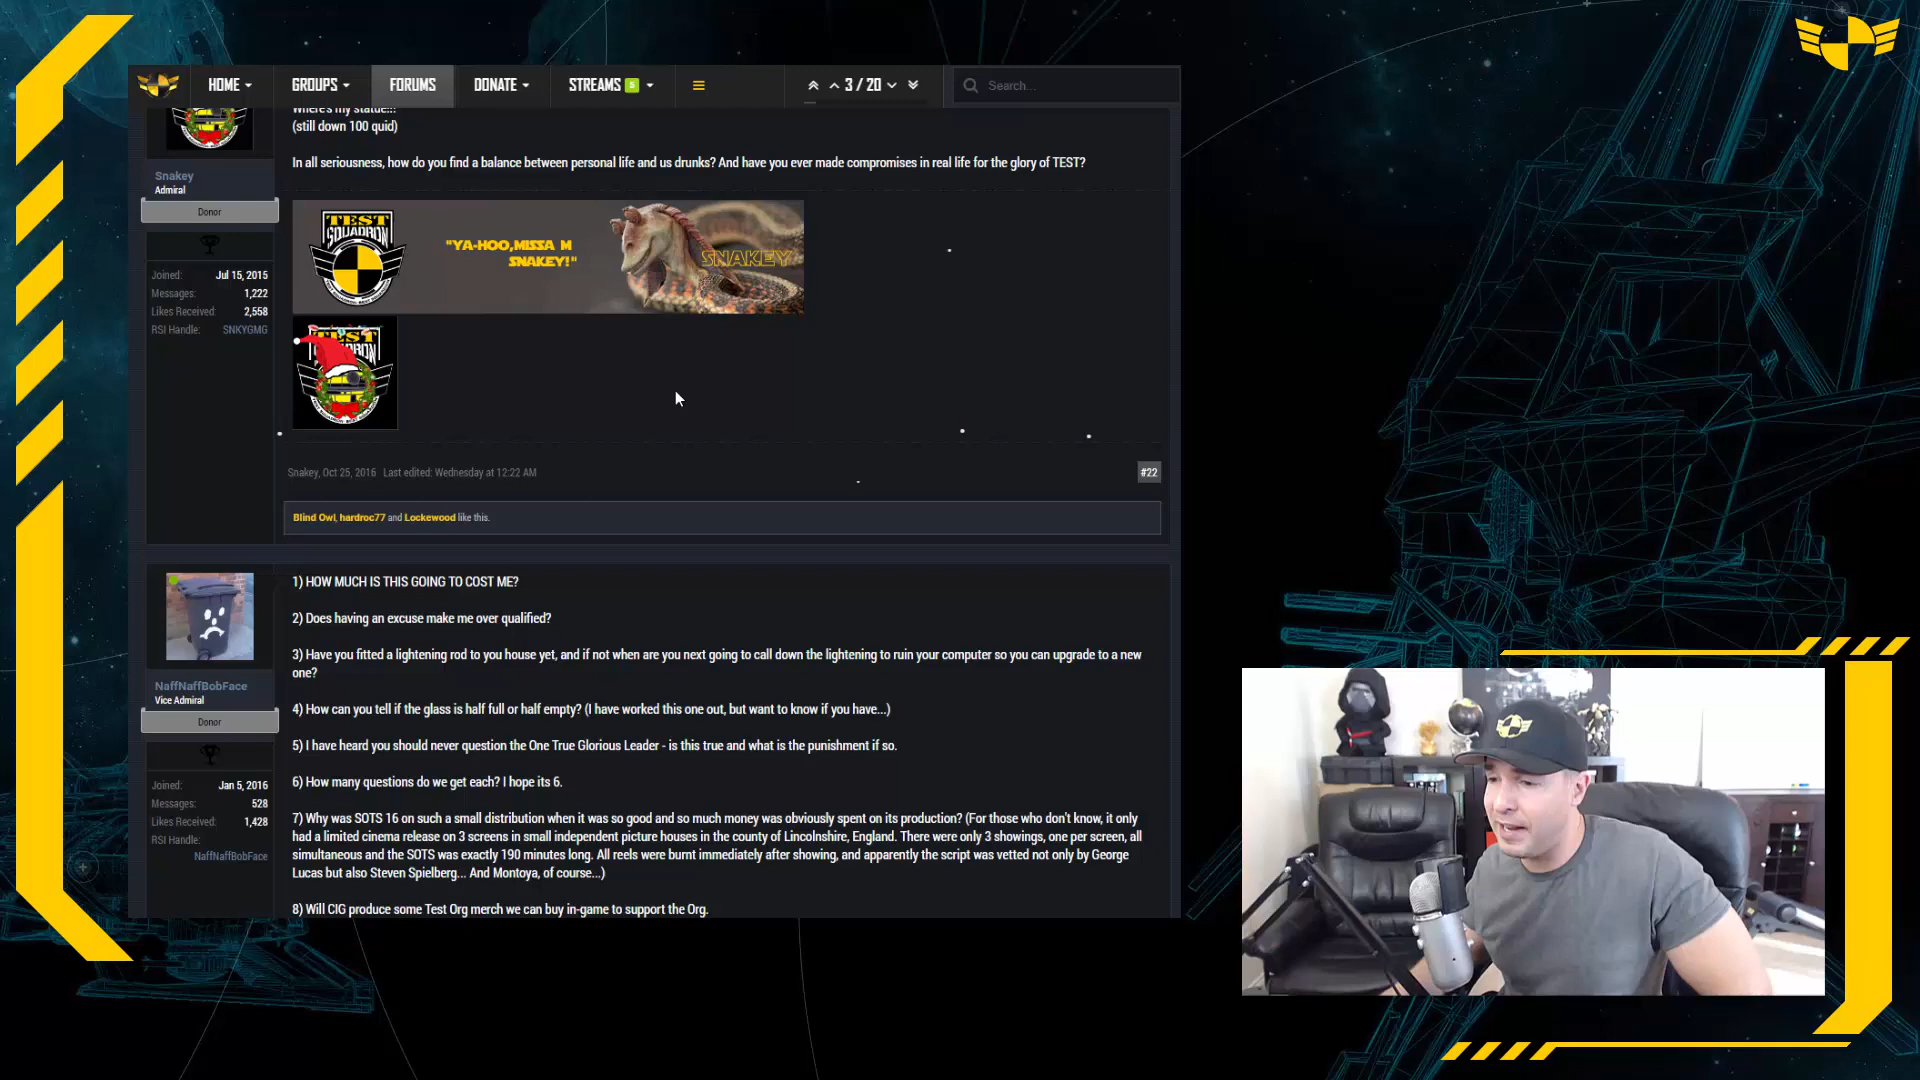 HOME
GROUPS
FORUMS
DONATE
STREAMS 5
3 / 20
Search...
Where's my statue!!!
(still down 100 quid)
In all seriousness, how do you find a balance between personal life and us drunks? And have you ever made compromises in real life for the glory of TEST?
Snakey
Admiral
Donor
Joined: Jul 15, 2015
Messages: 1,222
Likes Received: 2,558
RSI Handle: SNKYGMG
TEST
SQUADRON
"YA-HOO,MISSA M
SNAKEY!"
SNAKEY
Snakey, Oct 25, 2016 Last edited: Wednesday at 12:22 AM
#22
Blind Owl, hardroc77 and Lockewood like this.
NaffNaffBobFace
Vice Admiral
Donor
Joined: Jan 5, 2016
Messages: 528
Likes Received: 1,428
RSI Handle:
NaffNaffBobFace
1) HOW MUCH IS THIS GOING TO COST ME?
2) Does having an excuse make me over qualified?
3) Have you fitted a lightening rod to you house yet, and if not when are you next going to call down the lightening to ruin your computer so you can upgrade to a new
one?
4) How can you tell if the glass is half full or half empty? (I have worked this one out, but want to know if you have...)
5) I have heard you should never question the One True Glorious Leader - is this true and what is the punishment if so.
6) How many questions do we get each? I hope its 6.
7) Why was SOTS 16 on such a small distribution when it was so good and so much money was obviously spent on its production? (For those who don't know, it only
had a limited cinema release on 3 screens in small independent picture houses in the county of Lincolnshire, England. There were only 3 showings, one per screen, all
simultaneous and the SOTS was exactly 190 minutes long. All reels were burnt immediately after showing, and apparently the script was vetted not only by George
Lucas but also Steven Spielberg... And Montoya, of course...)
8) Will CIG produce some Test Org merch we can buy in-game to support the Org.